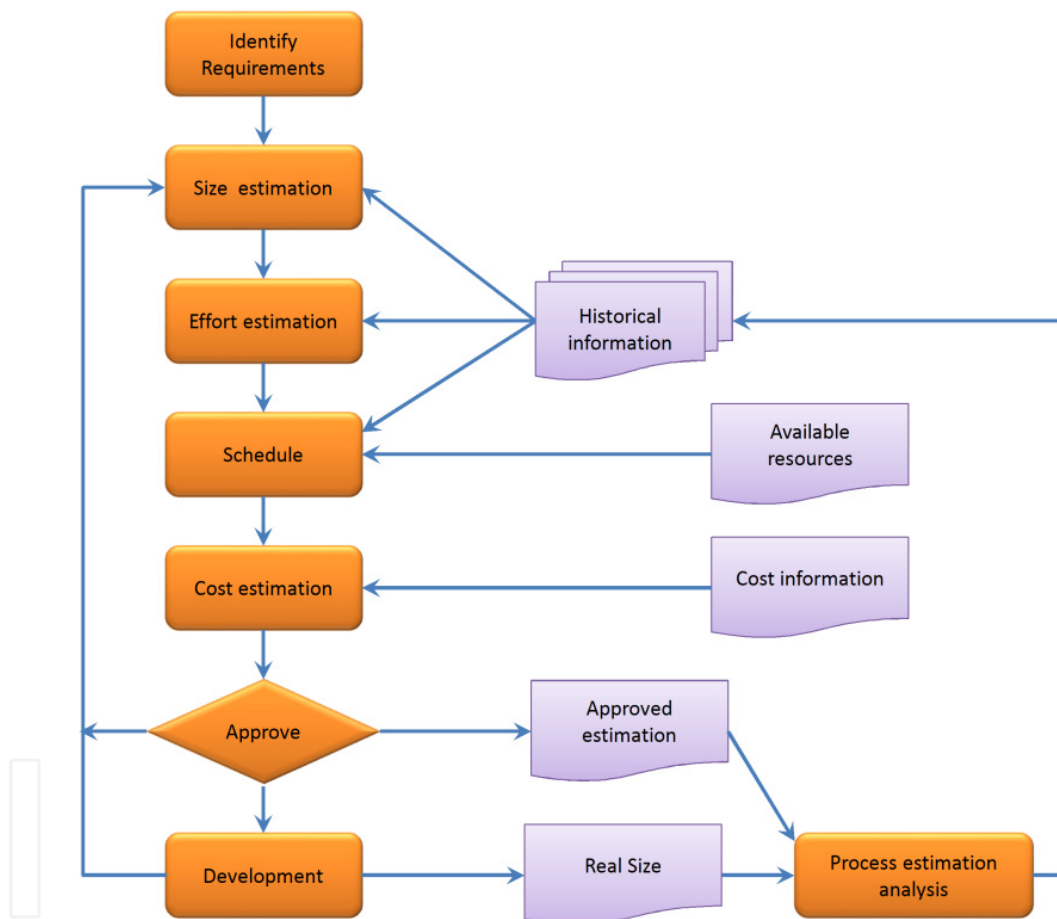 Identify
Requirements
Size estimation
Effort estimation
Historical
information
Schedule
Available
resources
Cost estimation
Cost information
Approve
Approved
estimation
Development
Real Size
Process estimation
analysis